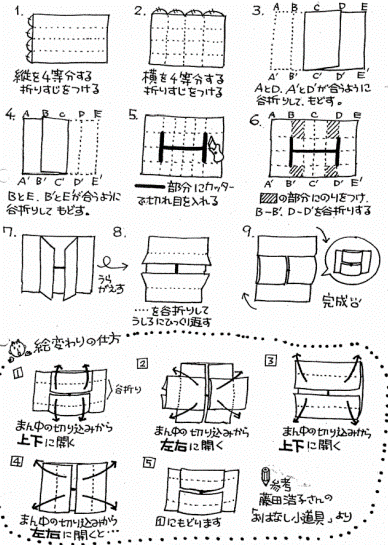 1.
縦を4等分する
折りすじをつける
2.
横を4等分する
折りすじをつける
3.
A B C D E
A' B' C' D' E'
AとD、A'とD'が合うように
谷折りして、もどす。
4.
A B C D E
A' B' C' D' E'
BとE、B'とE'が合うように
谷折りして もどす。
5.
部分にカッター
で切れ目を入れる
6.
A B C D E
A' B' C' D' E'
の部分にのりをつけ、
B-B'、D-D'を谷折りする
7.
うら
がえす
8.
……を谷折りして
うしろにひっくり返す
9.
完成
絵変わりの仕方
1
谷折り
まん中の切り込みから
上下に開く
2
まん中の切り込みから
左右に開く
3
まん中の切り込みから
上下に開く
4
まん中の切り込みから
左右に開くと…
5
1にもどります
参考
藤田浩子さんの
「おはなし小道具」より